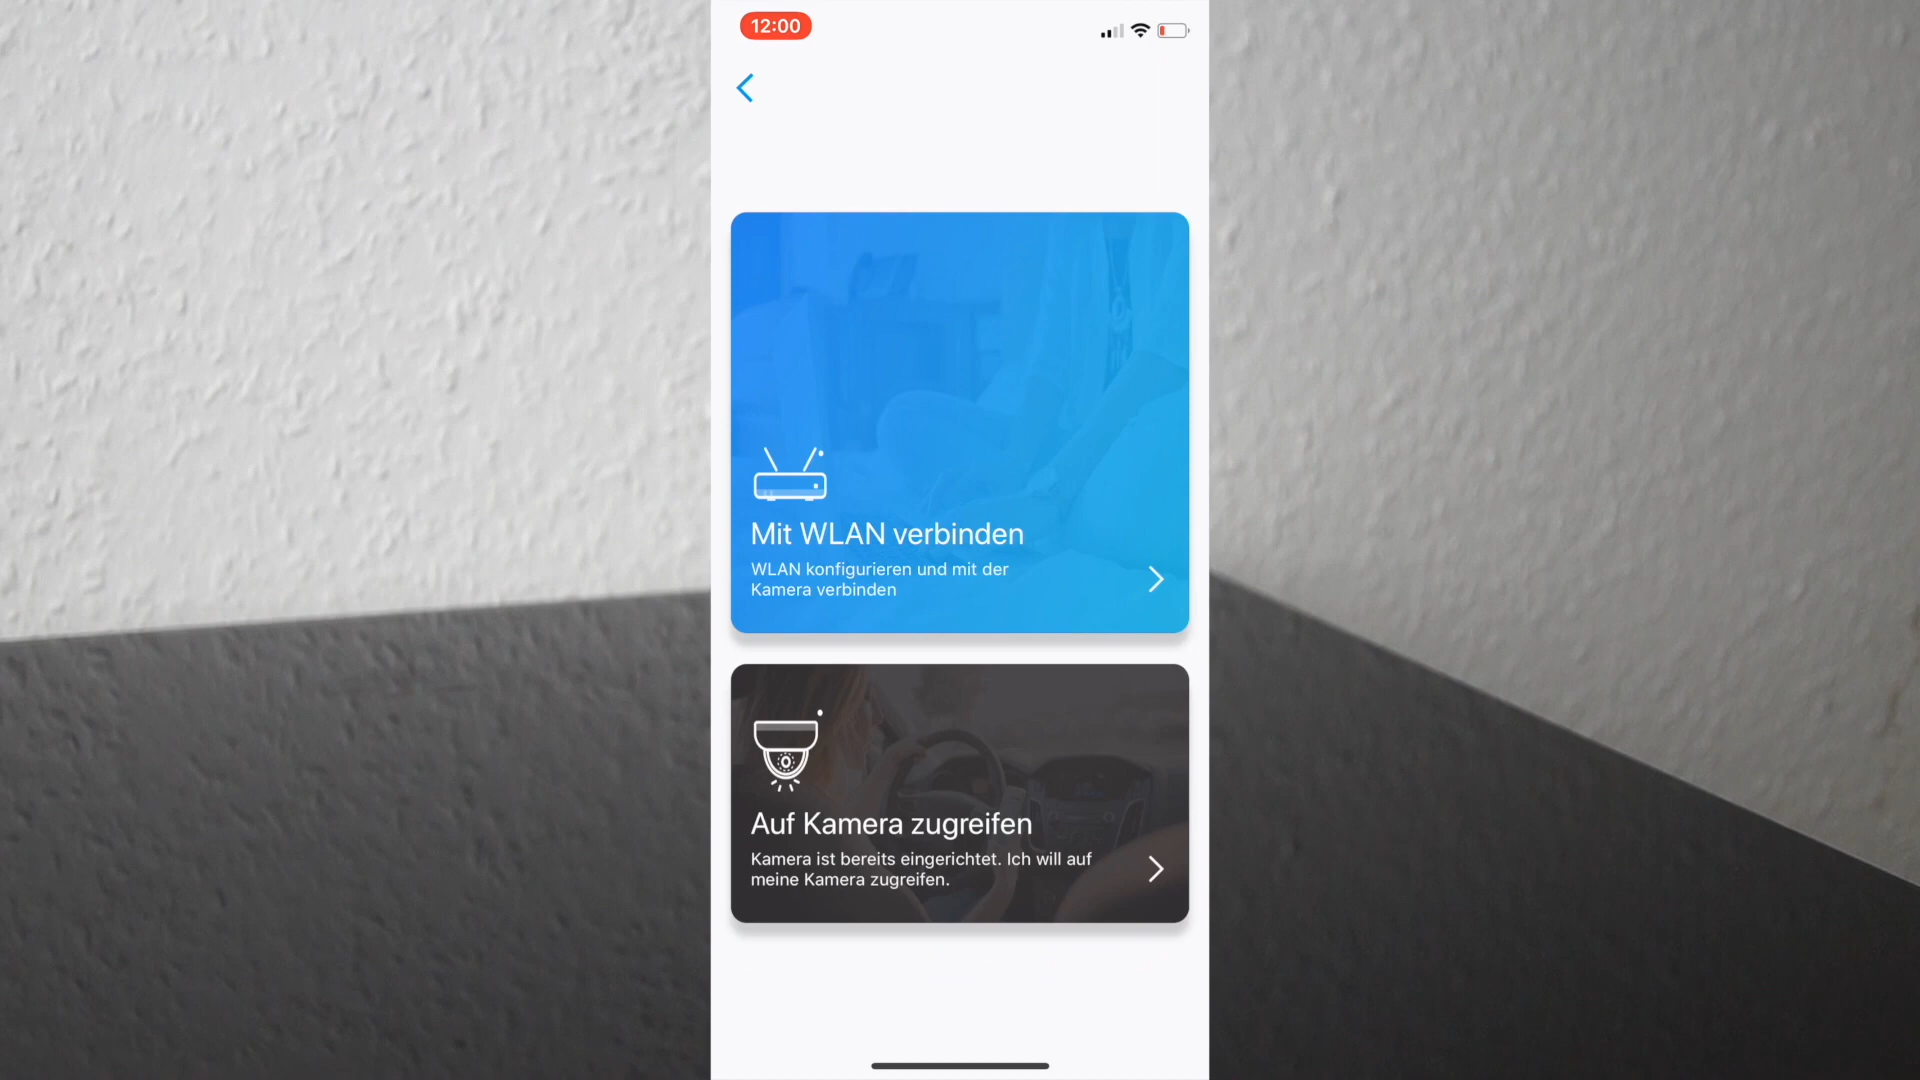 12:00
Mit WLAN verbinden
WLAN konfigurieren und mit der
Kamera verbinden
Auf Kamera zugreifen
Kamera ist bereits eingerichtet. Ich will auf
meine Kamera zugreifen.